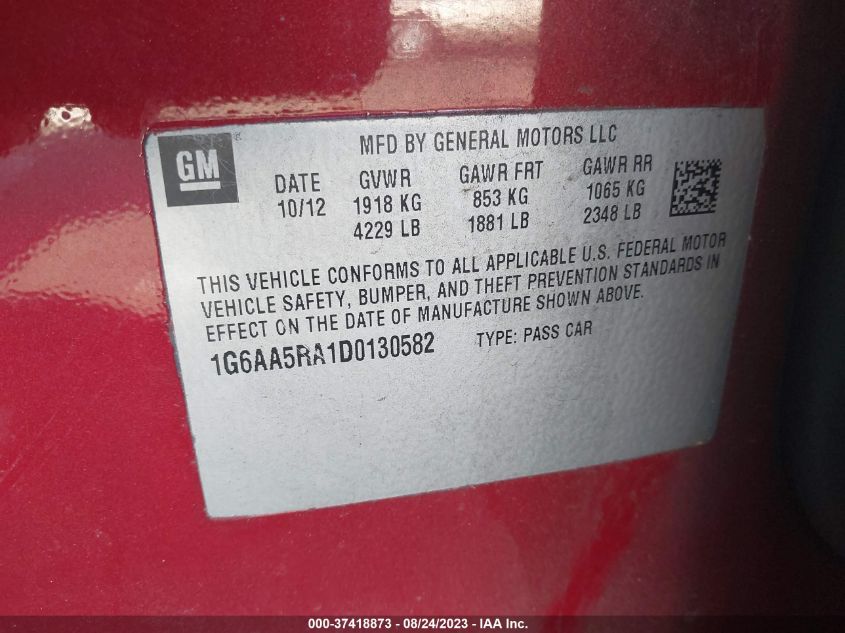 GM
MFD BY GENERAL MOTORS LLC
DATE GVWR GAWR FRT GAWR RR
10/12 1918 KG 853 KG 1065 KG
4229 LB 1881 LB 2348 LB
THIS VEHICLE CONFORMS TO ALL APPLICABLE U.S. FEDERAL MOTOR
VEHICLE SAFETY, BUMPER, AND THEFT PREVENTION STANDARDS IN
EFFECT ON THE DATE OF MANUFACTURE SHOWN ABOVE.
1G6AA5RA1D0130582 TYPE: PASS CAR
000-37418873 - 08/24/2023 - IAA Inc.